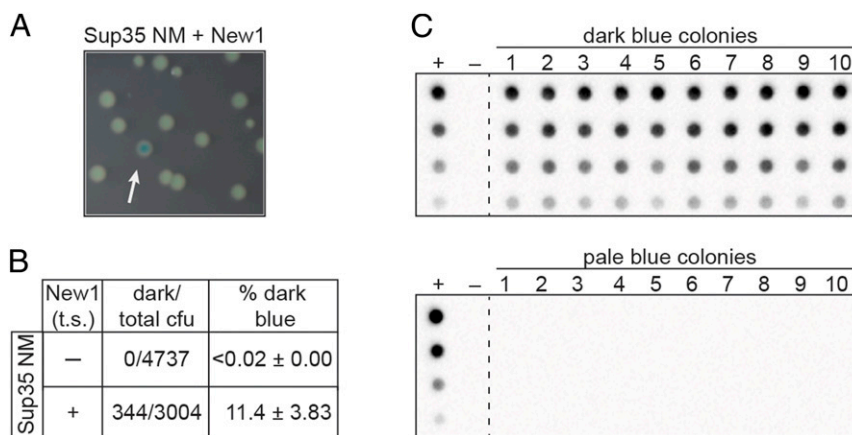 A
Sup35 NM + New1
B
New1 (t.s.) dark/ total cfu % dark blue
Sup35 NM
– 0/4737 <0.02 ± 0.00
+ 344/3004 11.4 ± 3.83
C
dark blue colonies
+ – 1 2 3 4 5 6 7 8 9 10
pale blue colonies
+ – 1 2 3 4 5 6 7 8 9 10